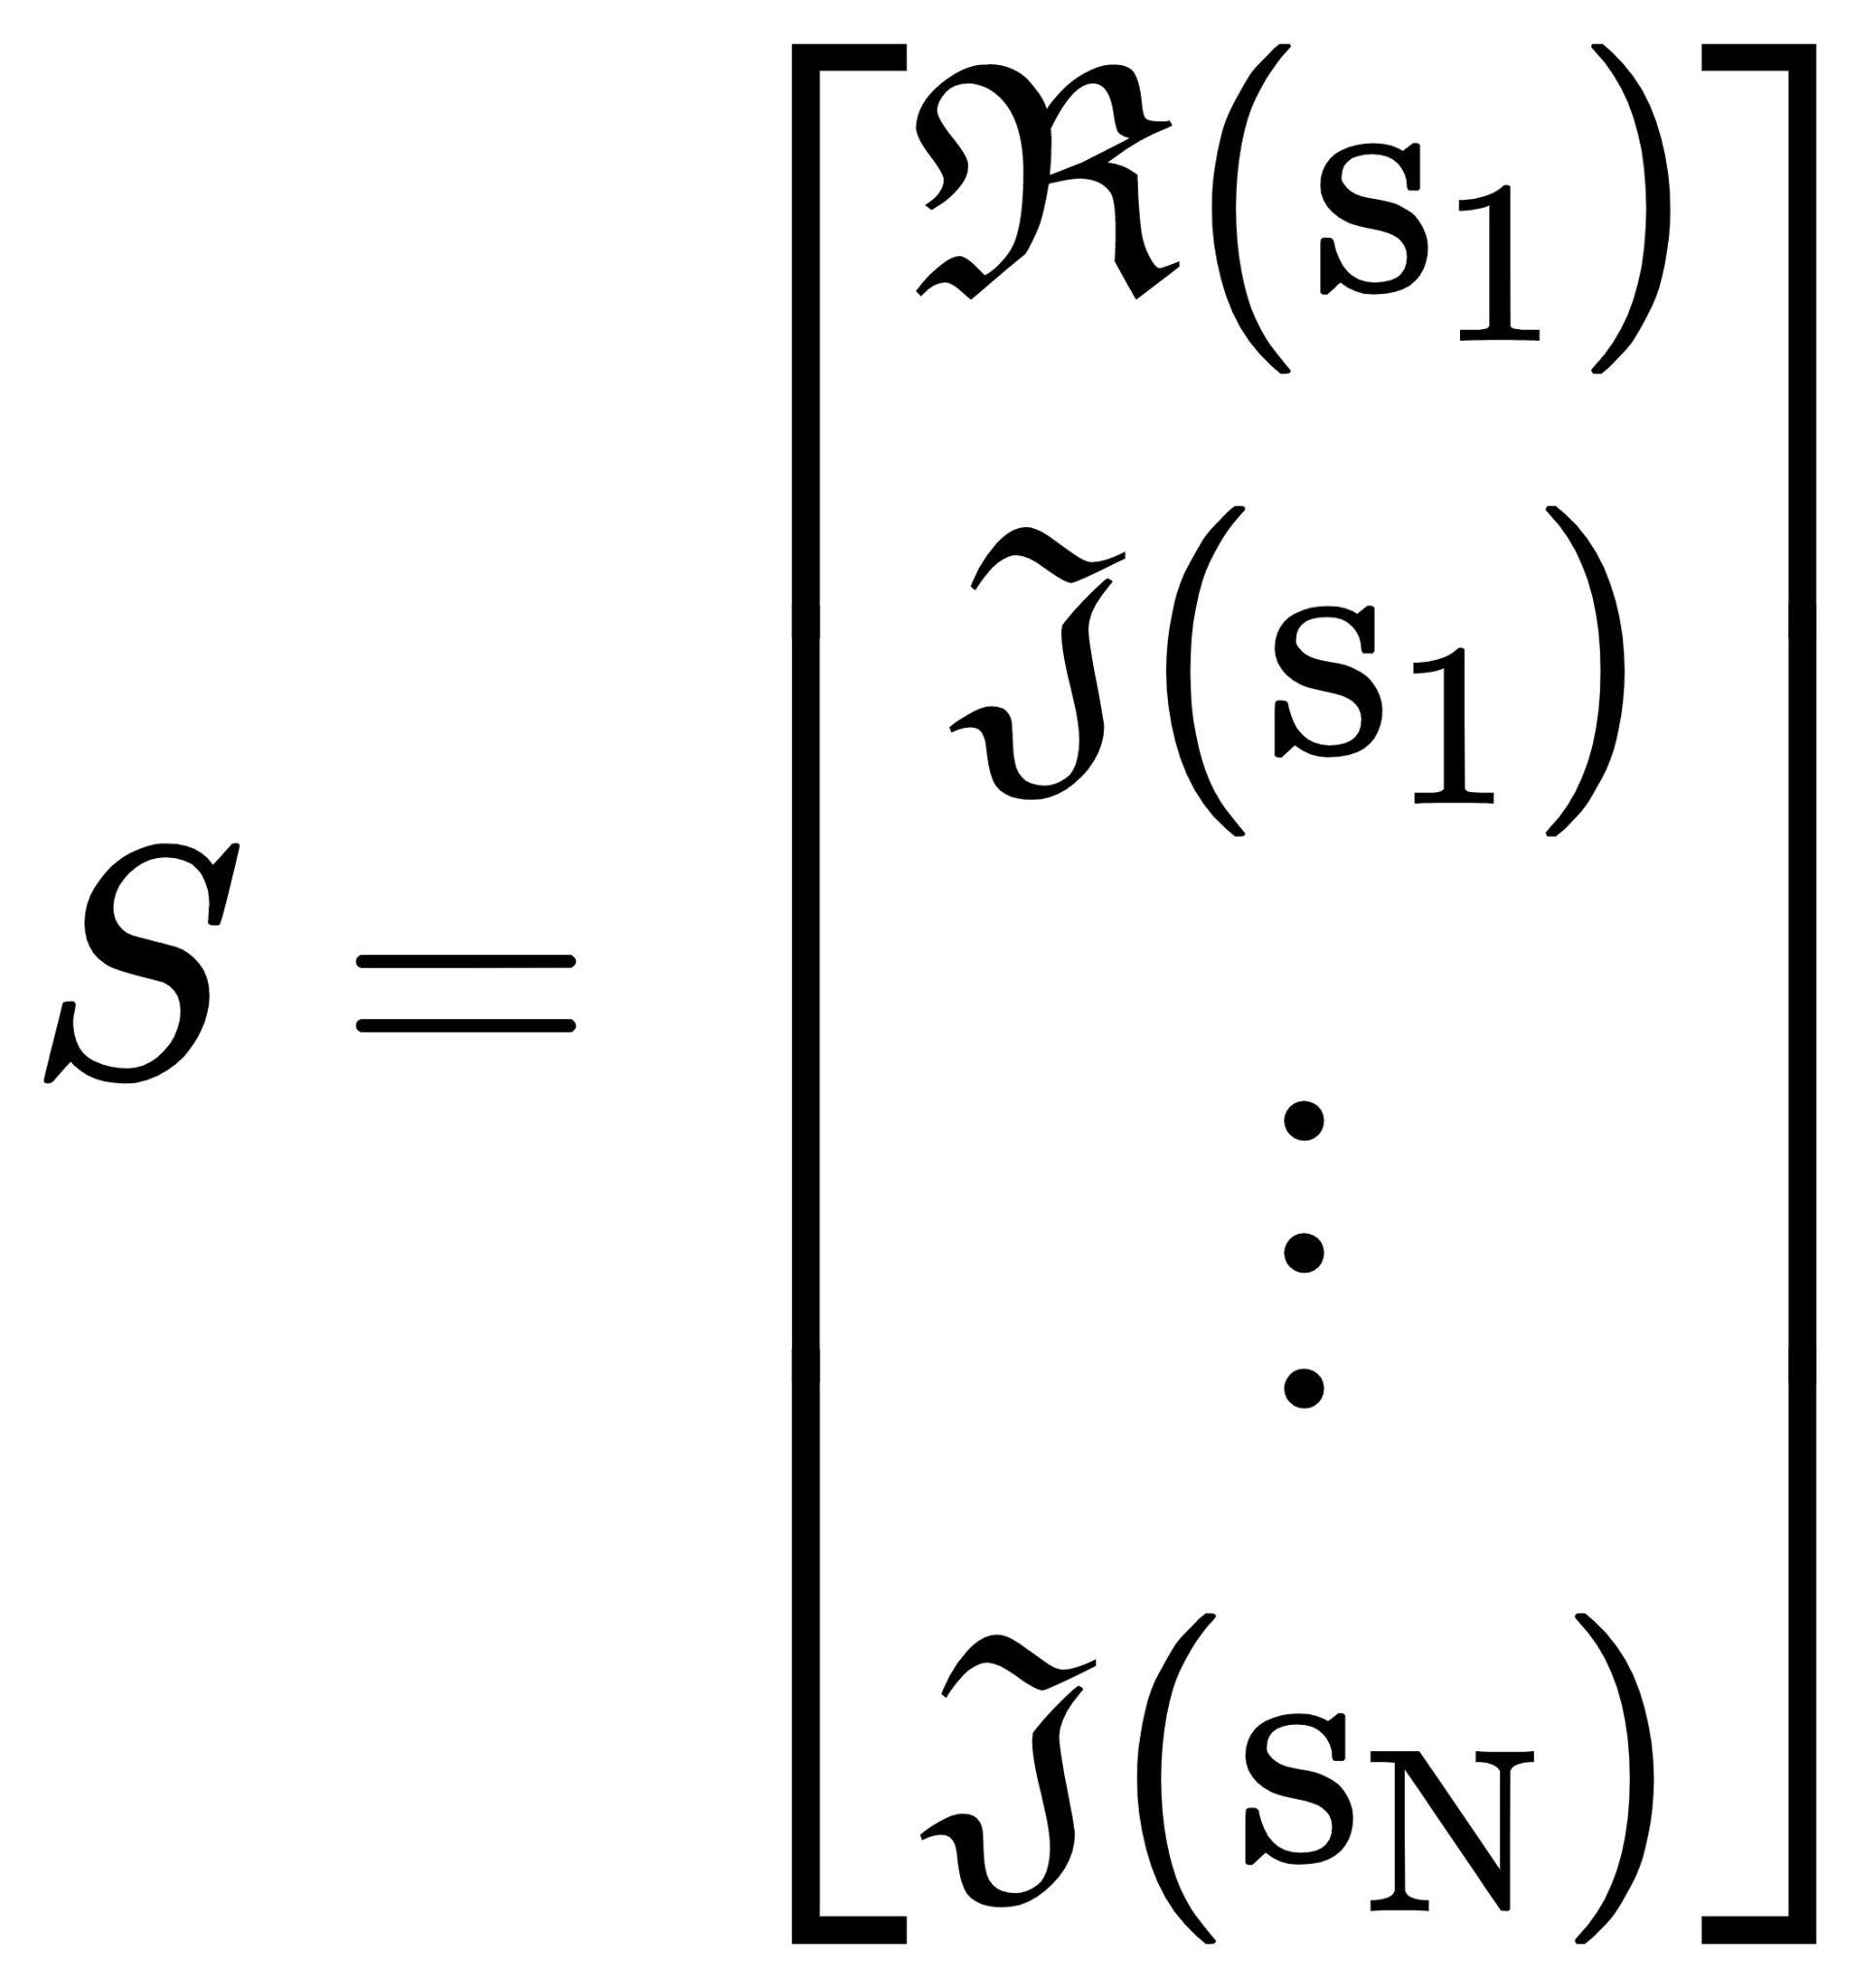 ℜ(s₁)
ℑ̃(s₁)
S =
⋮
ℑ̃(s_N)